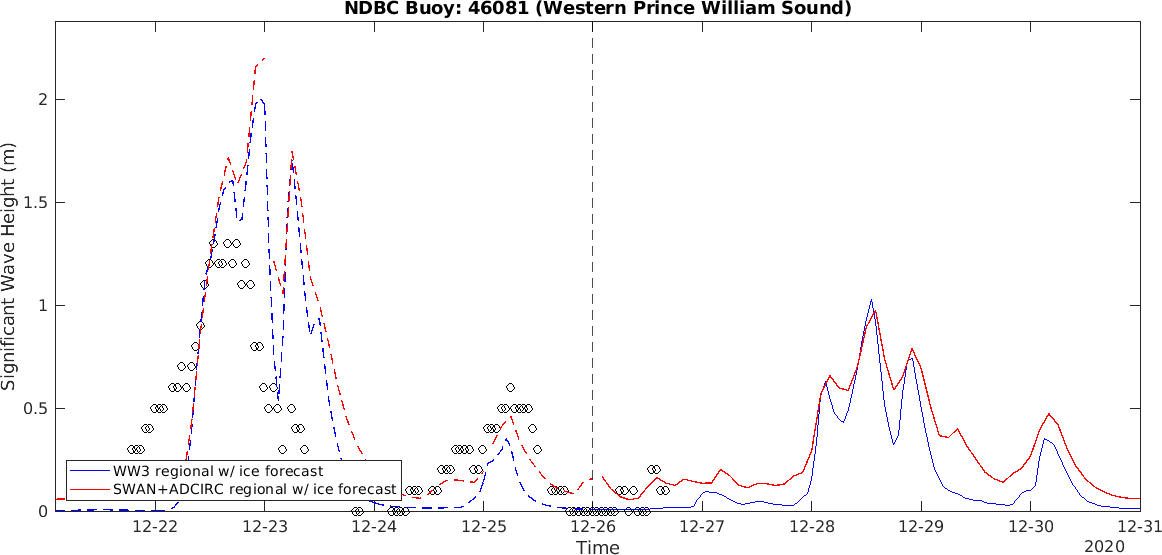 NDBC Buoy: 46081 (Western Prince William Sound)
Significant Wave Height (m)
2
1.5
1
0.5
0
WW3 regional w/ ice forecast
SWAN+ADCIRC regional w/ ice forecast
12-22 12-23 12-24 12-25 12-26 12-27 12-28 12-29 12-30 12-31
Time
2020